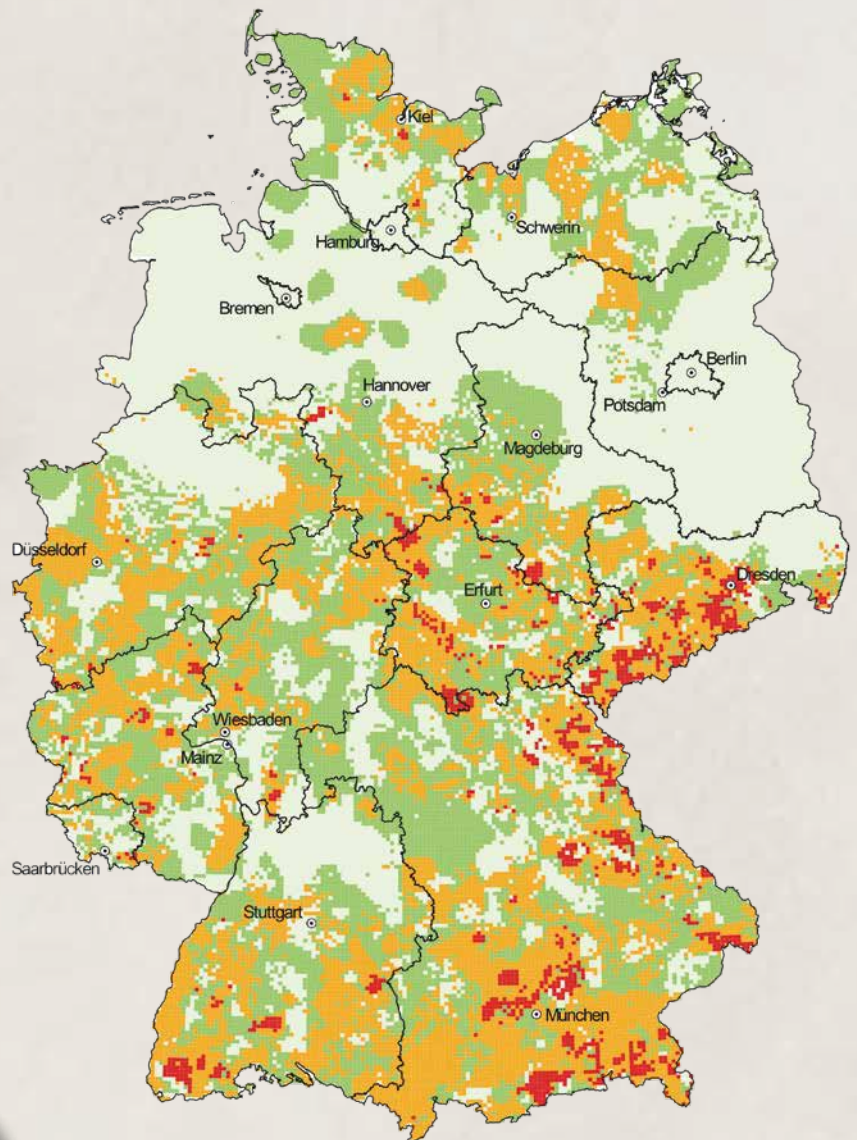 Kiel
Schwerin
Hamburg
Bremen
Berlin
Hannover
Potsdam
Magdeburg
Düsseldorf
Dresden
Erfurt
Wiesbaden
Mainz
Saarbrücken
Stuttgart
München